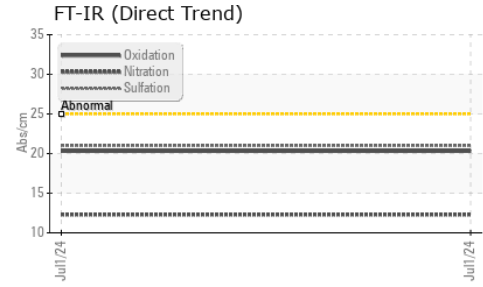 FT-IR (Direct Trend)
35
Oxidation
Nitration
Sulfation
30
Abnormal
25
Abs/cm
20
15
10
Jul1/24
Jul1/24